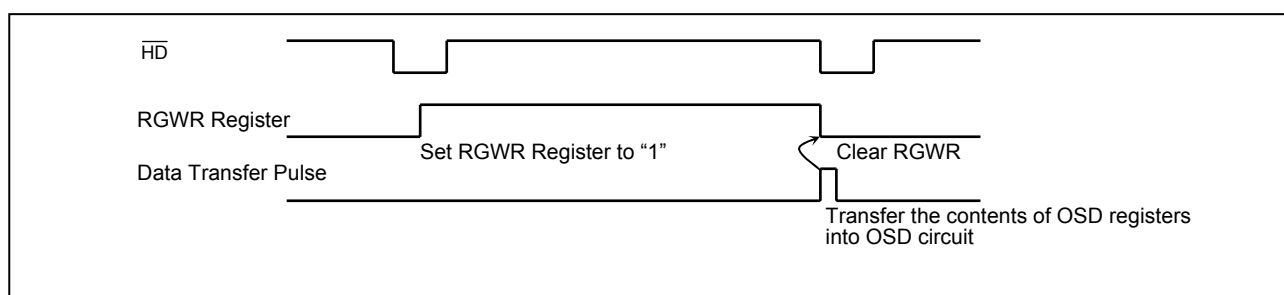 HD
RGWR Register
Set RGWR Register to “1”
Clear RGWR
Data Transfer Pulse
Transfer the contents of OSD registers
into OSD circuit